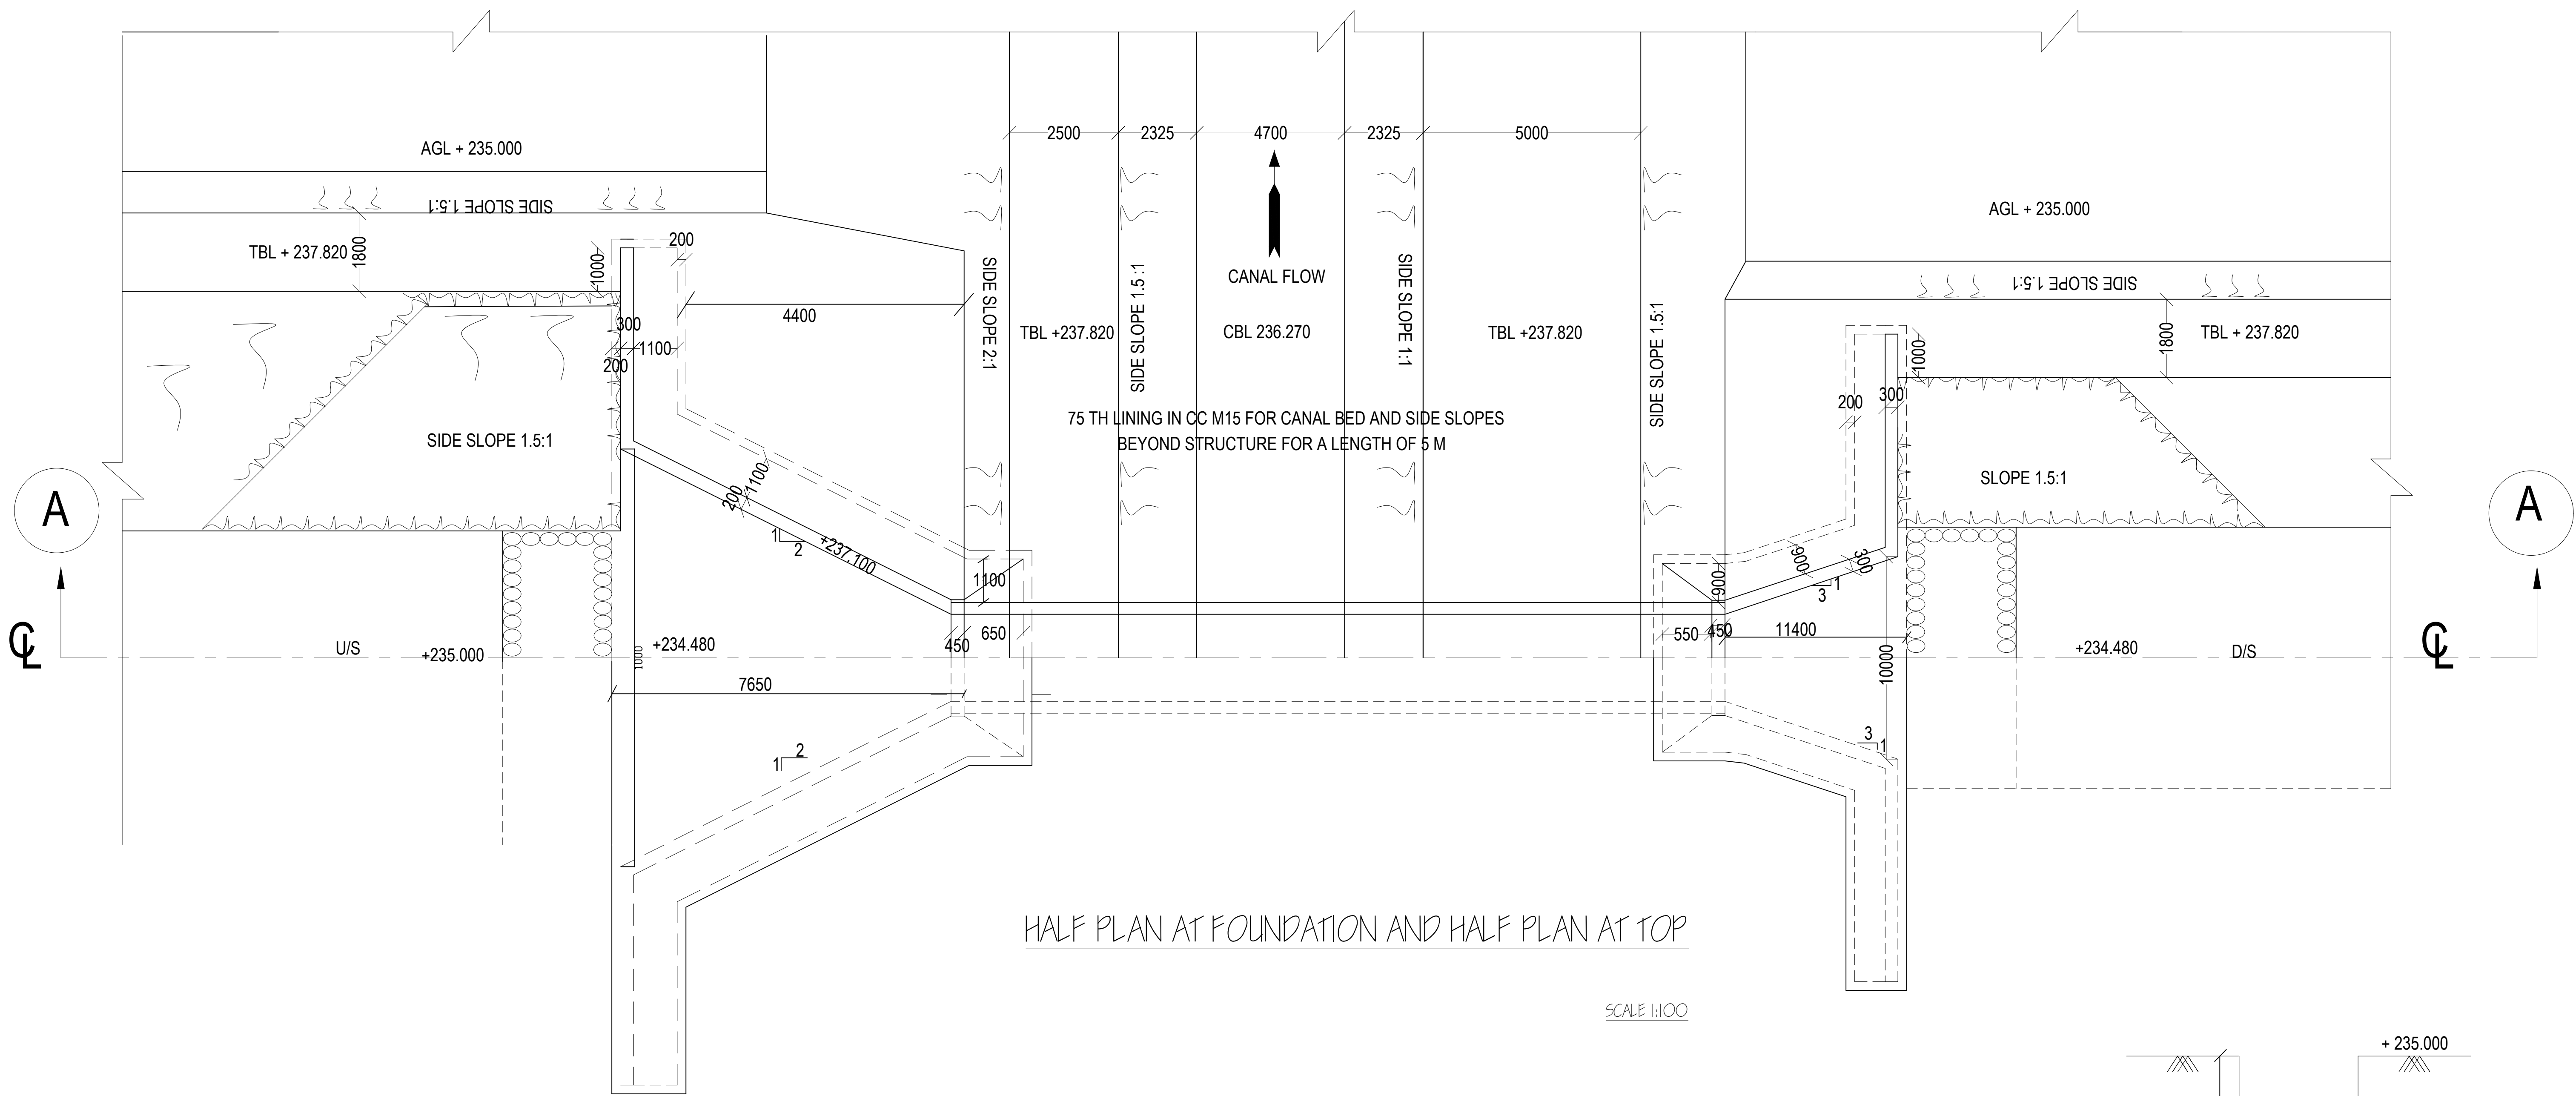 2500
2325
4700
2325
5000
AGL + 235.000
AGL + 235.000
SIDE SLOPE 1.5:1
SIDE SLOPE 1.5:1
TBL + 237.820
1800
1000
200
4400
300
1100
200
SIDE SLOPE 2:1
TBL +237.820
SIDE SLOPE 1.5 :1
CANAL FLOW
CBL 236.270
SIDE SLOPE 1:1
TBL +237.820
SIDE SLOPE 1.5:1
1800
TBL + 237.820
1000
300
200
75 TH LINING IN CC M15 FOR CANAL BED AND SIDE SLOPES
BEYOND STRUCTURE FOR A LENGTH OF 5 M
SIDE SLOPE 1.5:1
SLOPE 1.5:1
A
A
200
1100
1
2
+237.100
1100
900
900
300
1
3
CL
U/S
+235.000
1000
+234.480
450
650
550
450
11400
10000
+234.480
D/S
CL
7650
1
2
3
1
HALF PLAN AT FOUNDATION AND HALF PLAN AT TOP
SCALE 1:100
+ 235.000